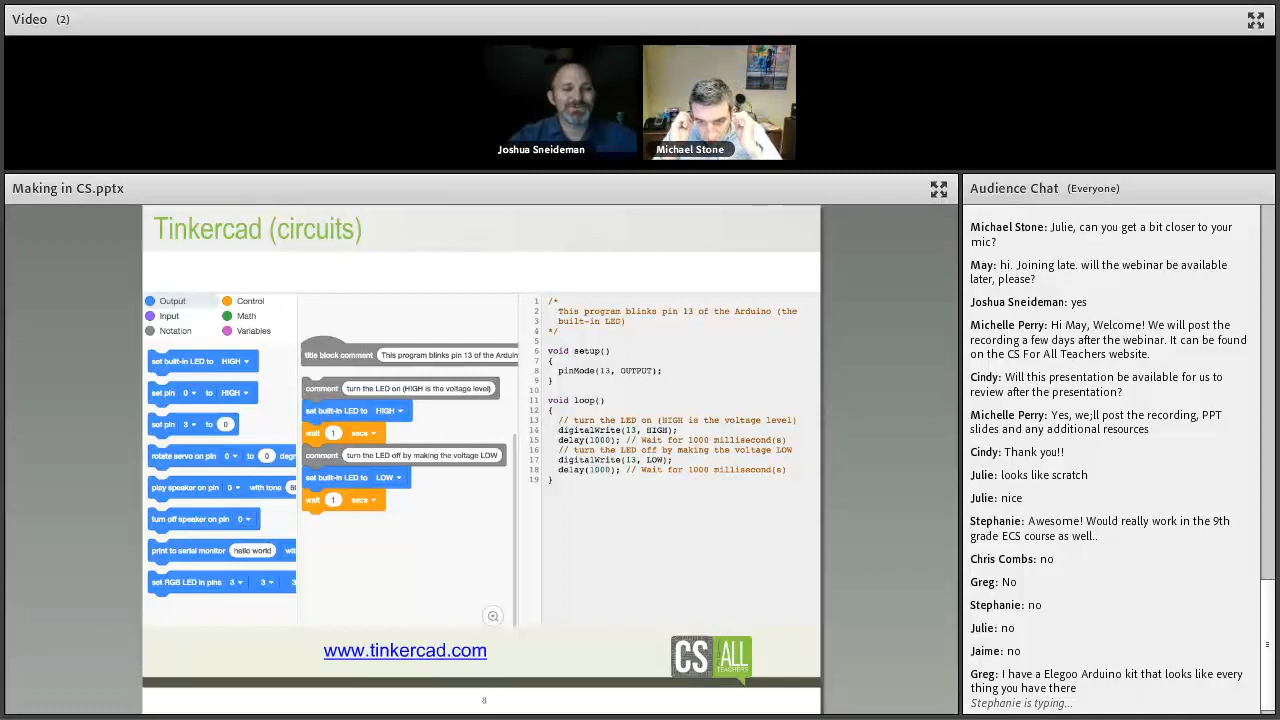 Video (2)
Joshua Sneideman
Michael Stone
Making in CS.pptx
Tinkercad (circuits)
Output
Control
Input
Math
Notation
Variables
set built-in LED to HIGH
set pin 0 to HIGH
set pin 3 to 0
rotate servo on pin 0 to 0 degr
play speaker on pin 0 with tone 6
turn off speaker on pin 0
print to serial monitor hello world wit
set RGB LED in pins 3 3 3
title block comment This program blinks pin 13 of the Arduin
comment turn the LED on (HIGH is the voltage level)
set built-in LED to HIGH
wait 1 secs
comment turn the LED off by making the voltage LOW
set built-in LED to LOW
wait 1 secs
1 /*
2 This program blinks pin 13 of the Arduino (the
3 built-in LED)
4 */
5
6 void setup()
7 {
8 pinMode(13, OUTPUT);
9 }
10
11 void loop()
12 {
13 // turn the LED on (HIGH is the voltage level)
14 digitalWrite(13, HIGH);
15 delay(1000); // Wait for 1000 millisecond(s)
16 // turn the LED off by making the voltage LOW
17 digitalWrite(13, LOW);
18 delay(1000); // Wait for 1000 millisecond(s)
19 }
www.tinkercad.com
CS ALL
TEACHERS
8
Audience Chat (Everyone)
Michael Stone: Julie, can you get a bit closer to your
mic?
May: hi. Joining late. will the webinar be available
later, please?
Joshua Sneideman: yes
Michelle Perry: Hi May, Welcome! We will post the
recording a few days after the webinar. It can be found
on the CS For All Teachers website.
Cindy: Will this presentation be available for us to
review after the presentation?
Michelle Perry: Yes, we;ll post the recording, PPT
slides and any additional resources
Cindy: Thank you!!
Julie: looks like scratch
Julie: nice
Stephanie: Awesome! Would really work in the 9th
grade ECS course as well..
Chris Combs: no
Greg: No
Stephanie: no
Julie: no
Jaime: no
Greg: I have a Elegoo Arduino kit that looks like every
thing you have there
Stephanie is typing...